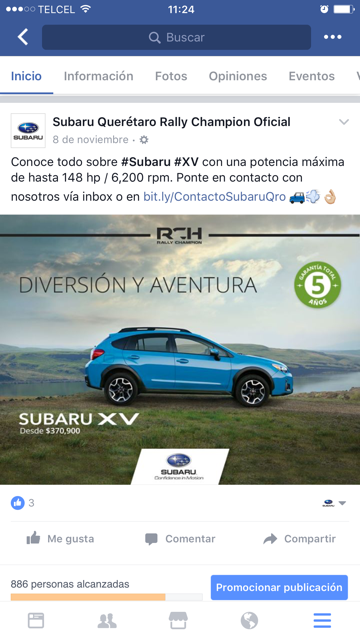 TELCEL 11:24
Buscar
Inicio Información Fotos Opiniones Eventos
Subaru Querétaro Rally Champion Oficial
8 de noviembre
Conoce todo sobre #Subaru #XV con una potencia máxima
de hasta 148 hp / 6,200 rpm. Ponte en contacto con
nosotros vía inbox o en bit.ly/ContactoSubaruQro 🚙💨👌🏼
RCH
RALLY CHAMPION
DIVERSIÓN Y AVENTURA
GARANTÍA TOTAL
5
AÑOS
SUBARU XV
Desde $370,900
SUBARU
Confidence in Motion
3
Me gusta Comentar Compartir
886 personas alcanzadas
Promocionar publicación